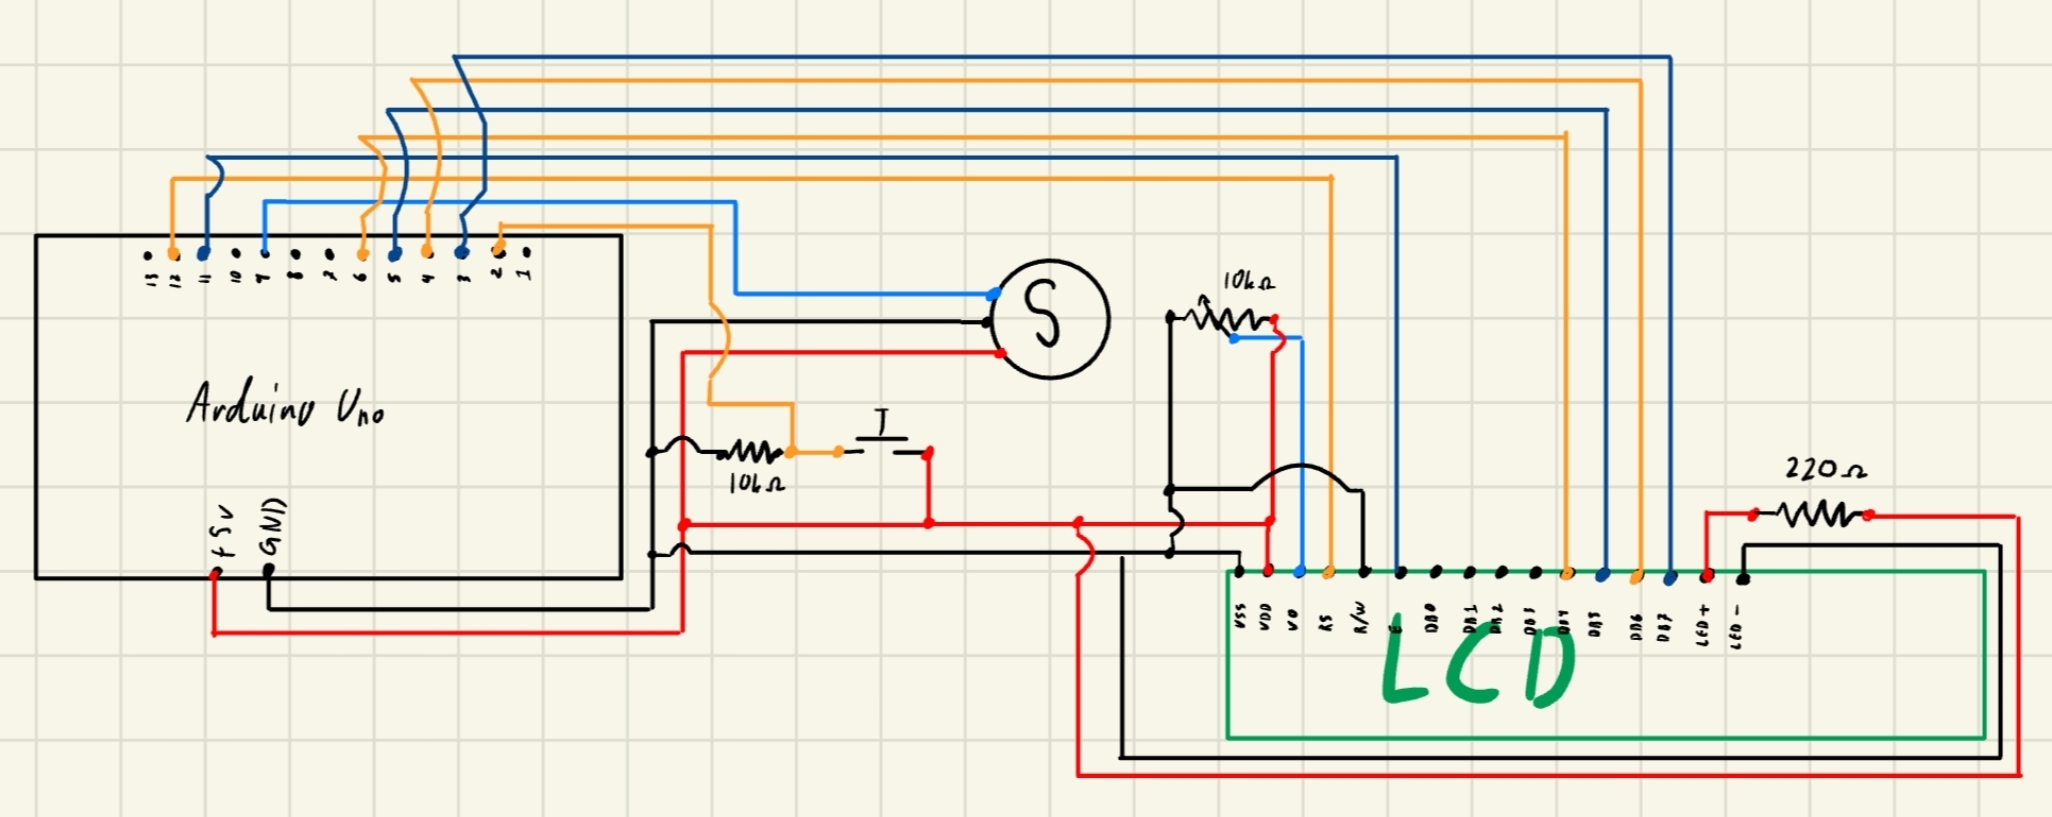 13 12 11 10 9 8 7 6 5 4 3 2 1
S
10kΩ
Arduino Uno
T
10kΩ
220Ω
+5v
GND
VSS VDD VO RS R/W E DB0 DB1 DB2 DB3 DB4 DB5 DB6 DB7 LED+ LED-
LCD